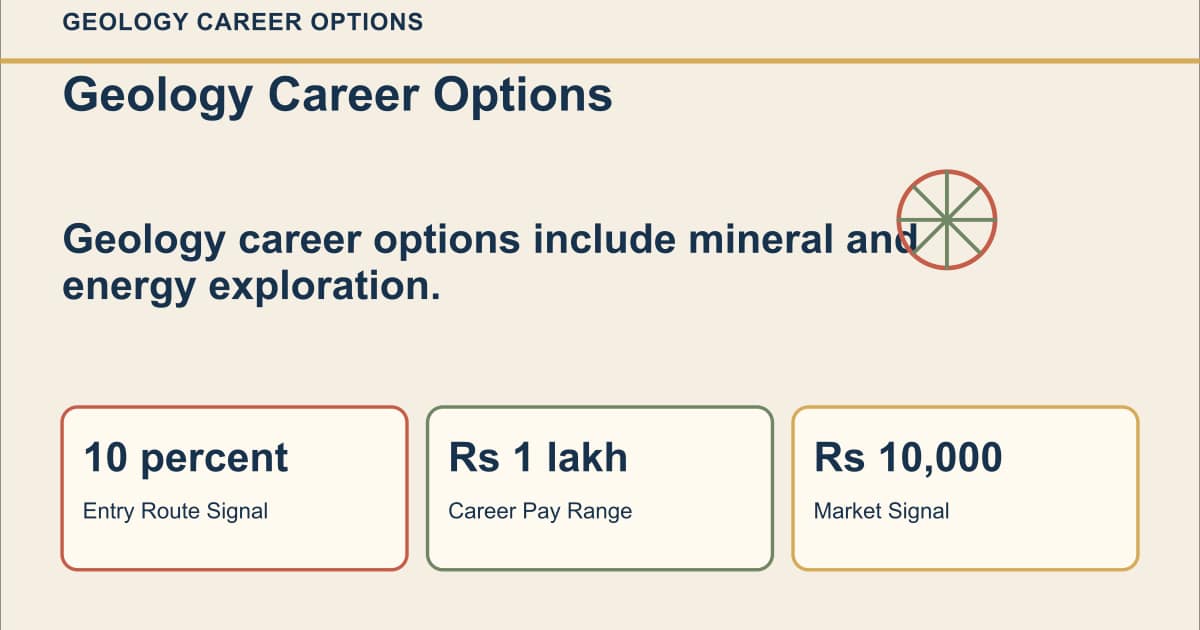 GEOLOGY CAREER OPTIONS
Geology Career Options
Geology career options include mineral and
energy exploration.
10 percent
Entry Route Signal
Rs 1 lakh
Career Pay Range
Rs 10,000
Market Signal